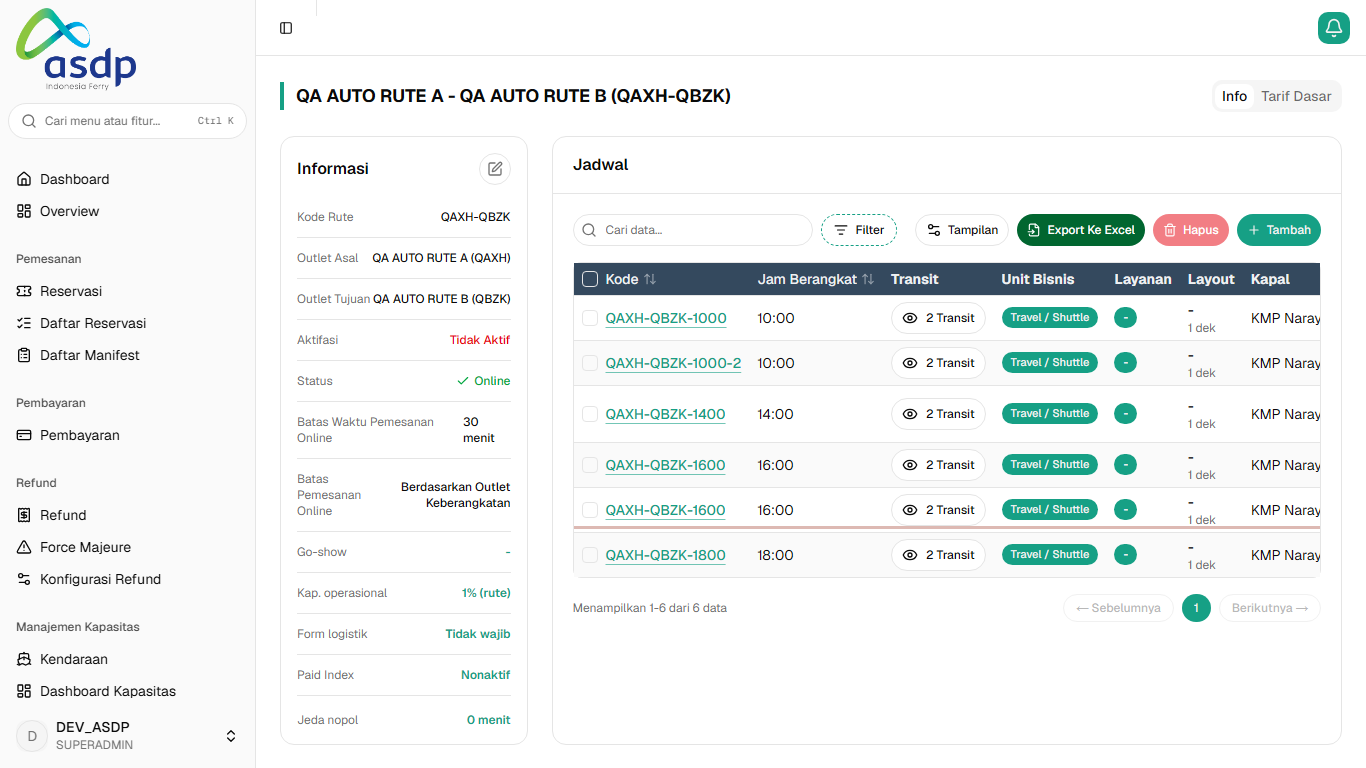 asdp
Indonesia Ferry
Cari menu atau fitur... Ctrl K
Dashboard
Overview
Pemesanan
Reservasi
Daftar Reservasi
Daftar Manifest
Pembayaran
Pembayaran
Refund
Refund
Force Majeure
Konfigurasi Refund
Manajemen Kapasitas
Kendaraan
Dashboard Kapasitas
D
DEV_ASDP
SUPERADMIN
QA AUTO RUTE A - QA AUTO RUTE B (QAXH-QBZK)
Info Tarif Dasar
Informasi
Kode Rute QAXH-QBZK
Outlet Asal QA AUTO RUTE A (QAXH)
Outlet Tujuan QA AUTO RUTE B (QBZK)
Aktifasi Tidak Aktif
Status Online
Batas Waktu Pemesanan Online 30 menit
Batas Pemesanan Online Berdasarkan Outlet Keberangkatan
Go-show -
Kap. operasional 1% (rute)
Form logistik Tidak wajib
Paid Index Nonaktif
Jeda nopol 0 menit
Jadwal
Cari data... Filter Tampilan Export Ke Excel Hapus + Tambah
Kode Jam Berangkat Transit Unit Bisnis Layanan Layout Kapal
QAXH-QBZK-1000 10:00 2 Transit Travel / Shuttle - - 1 dek KMP Naray
QAXH-QBZK-1000-2 10:00 2 Transit Travel / Shuttle - - 1 dek KMP Naray
QAXH-QBZK-1400 14:00 2 Transit Travel / Shuttle - - 1 dek KMP Naray
QAXH-QBZK-1600 16:00 2 Transit Travel / Shuttle - - 1 dek KMP Naray
QAXH-QBZK-1600 16:00 2 Transit Travel / Shuttle - - 1 dek KMP Naray
QAXH-QBZK-1800 18:00 2 Transit Travel / Shuttle - - 1 dek KMP Naray
Menampilkan 1-6 dari 6 data
← Sebelumnya 1 Berikutnya →